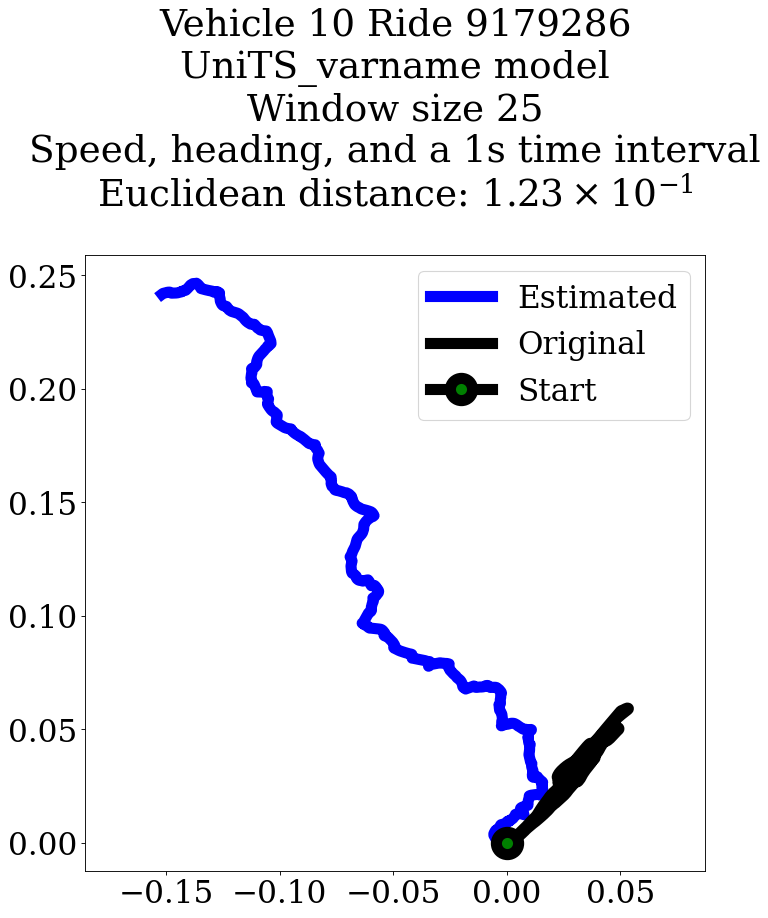 Vehicle 10 Ride 9179286
UniTS_varname model
Window size 25
Speed, heading, and a 1s time interval
Euclidean distance: 1.23 × 10⁻¹
Estimated
Original
Start
0.25
0.20
0.15
0.10
0.05
0.00
−0.15 −0.10 −0.05 0.00 0.05